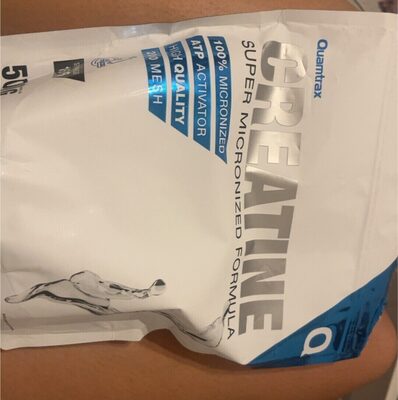 Quamtrax
CREATINE
SUPER MICRONIZED FORMULA
100% MICRONIZED
ATP ACTIVATOR
HIGH QUALITY
200 MESH